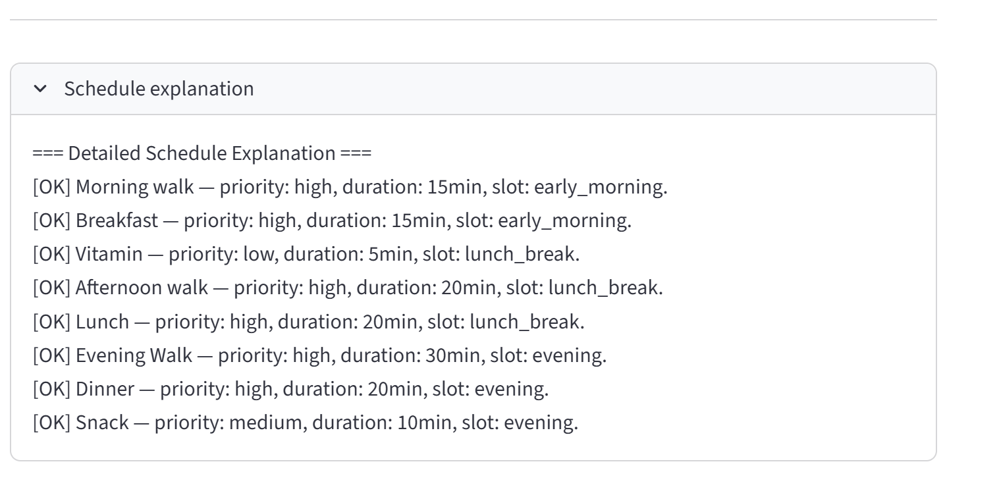 Schedule explanation
=== Detailed Schedule Explanation ===
[OK] Morning walk — priority: high, duration: 15min, slot: early_morning.
[OK] Breakfast — priority: high, duration: 15min, slot: early_morning.
[OK] Vitamin — priority: low, duration: 5min, slot: lunch_break.
[OK] Afternoon walk — priority: high, duration: 20min, slot: lunch_break.
[OK] Lunch — priority: high, duration: 20min, slot: lunch_break.
[OK] Evening Walk — priority: high, duration: 30min, slot: evening.
[OK] Dinner — priority: high, duration: 20min, slot: evening.
[OK] Snack — priority: medium, duration: 10min, slot: evening.